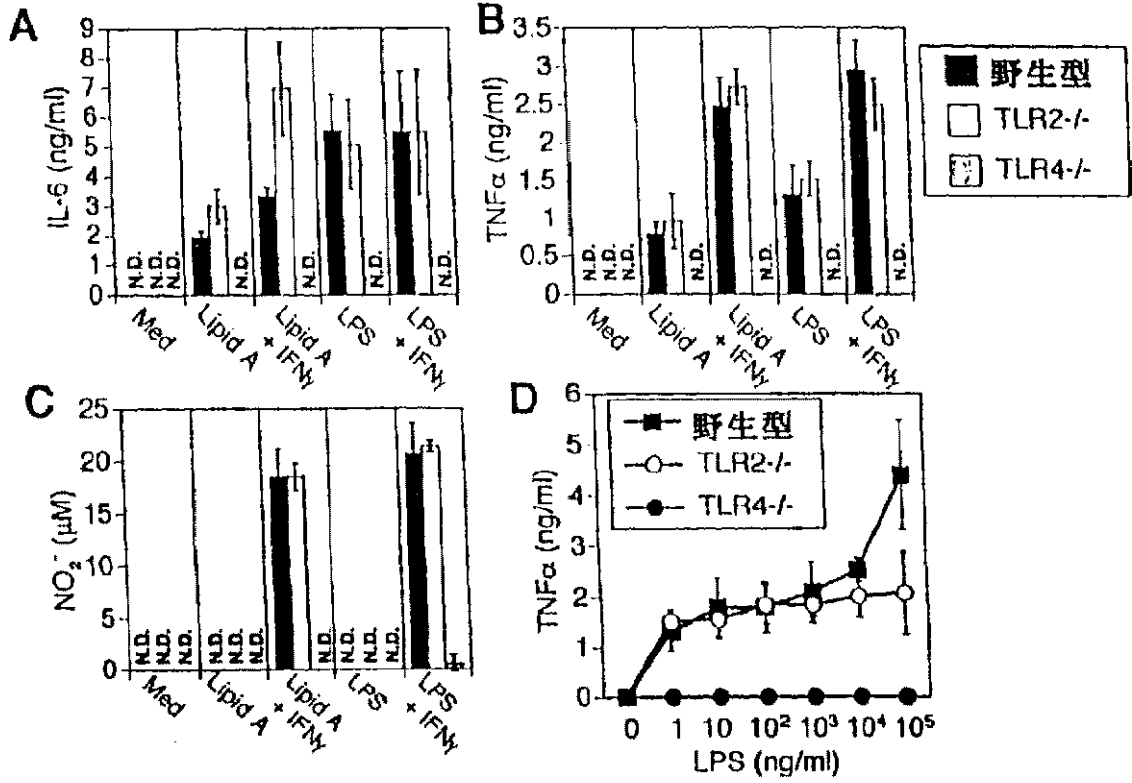 A
IL-6 (ng/ml)
9
8
7
6
5
4
3
2
1
0
N.D. N.D. N.D. N.D. N.D. N.D. N.D.
Med
Lipid A
Lipid A + IFNγ
LPS
LPS + IFNγ
B
TNFα (ng/ml)
3.5
3
2.5
2
1.5
1
0.5
0
N.D. N.D. N.D. N.D. N.D. N.D. N.D.
Med
Lipid A
Lipid A + IFNγ
LPS
LPS + IFNγ
野生型
TLR2-/-
TLR4-/-
C
NO₂⁻ (µM)
25
20
15
10
5
0
N.D. N.D. N.D. N.D. N.D. N.D. N.D. N.D. N.D. N.D.
Med
Lipid A
Lipid A + IFNγ
LPS
LPS + IFNγ
D
TNFα (ng/ml)
野生型
TLR2-/-
TLR4-/-
6
5
4
3
2
1
0
0 1 10 10² 10³ 10⁴ 10⁵
LPS (ng/ml)